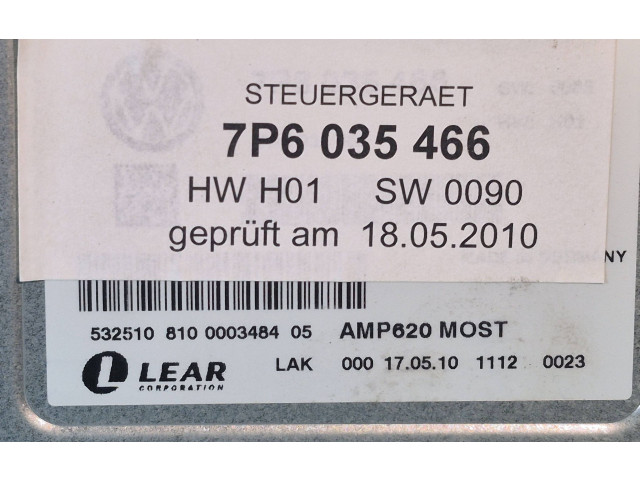 STEUERGERAET
7P6 035 466
HW H01 SW 0090
geprüft am 18.05.2010
NY
532510 810 0003484 05 AMP620 MOST
LEAR
CORPORATION
LAK 000 17.05.10 1112 0023